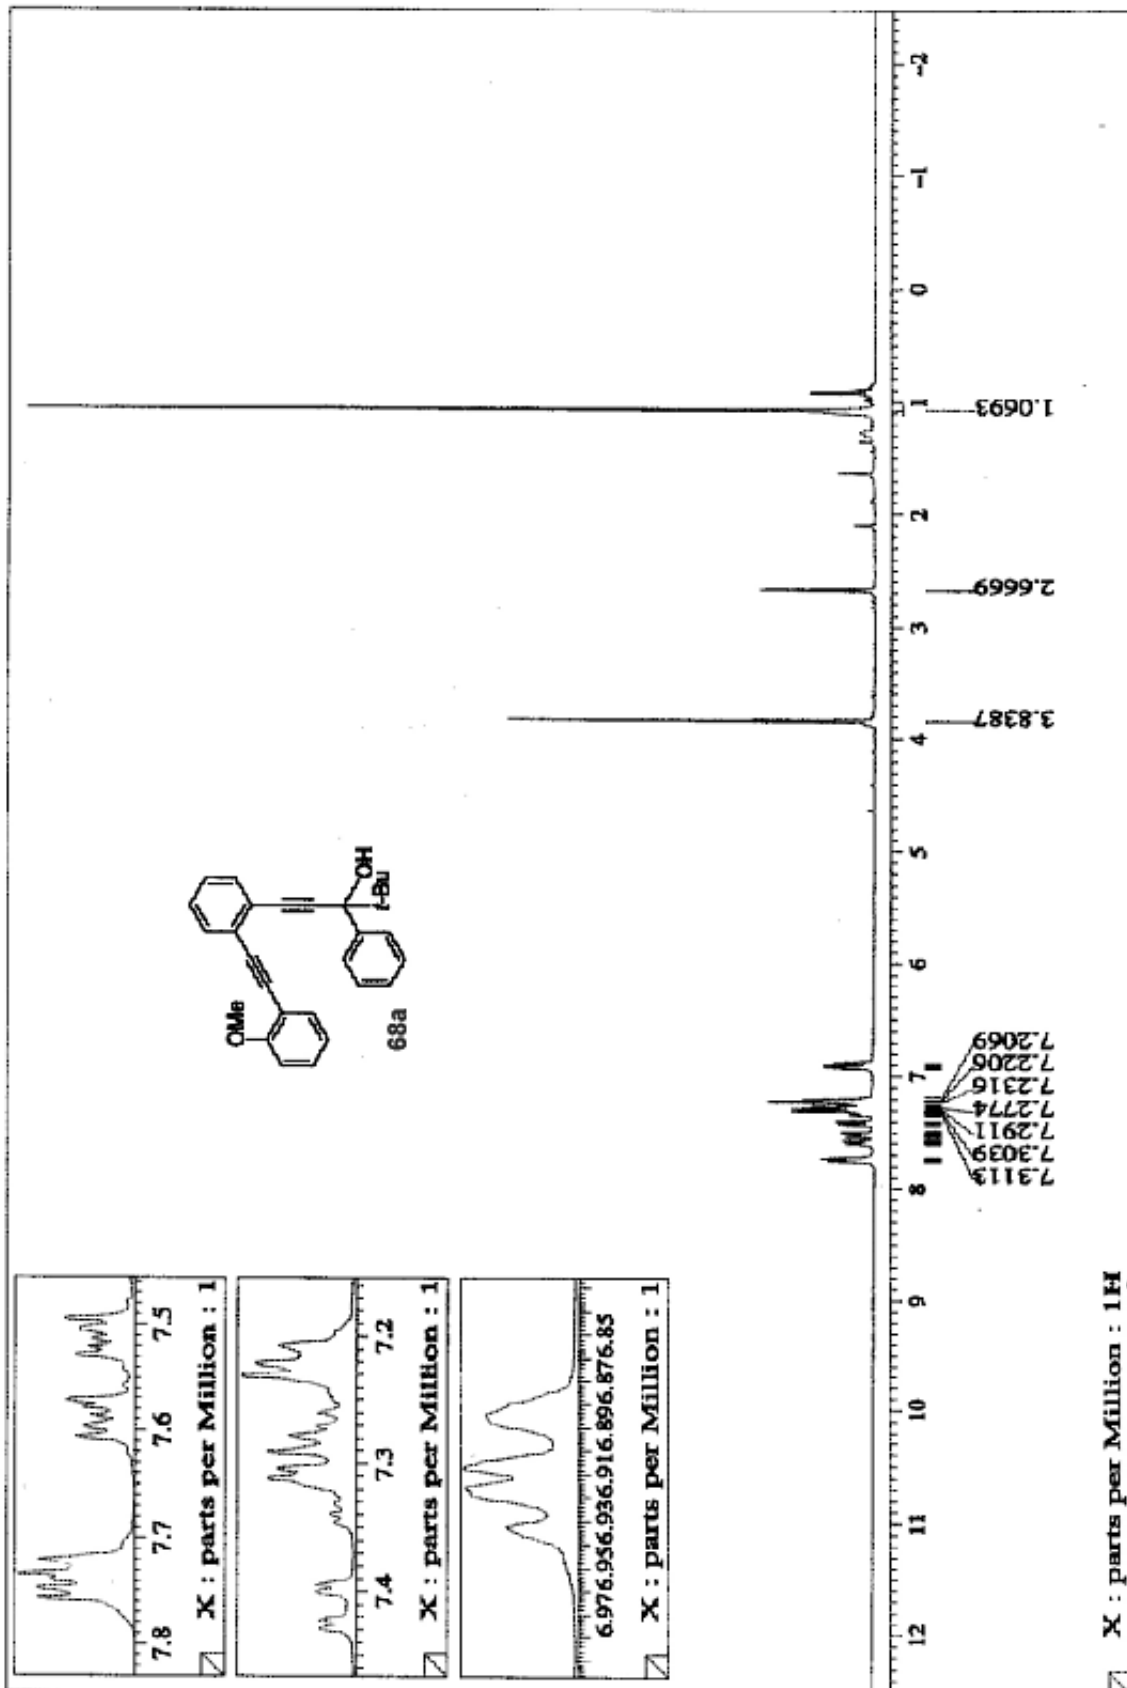 7.8 7.7 7.6 7.5
X : parts per Million : 1
7.4 7.3 7.2
X : parts per Million : 1
6.976.956.936.916.896.876.85
X : parts per Million : 1
OMe
OH
t-Bu
68a
12 11 10 9 8 7 6 5 4 3 2 1 0 -1 -2
7.3113
7.3039
7.2911
7.2774
7.2316
7.2206
7.2069
3.8387
2.6669
1.0693
X : parts per Million : 1H